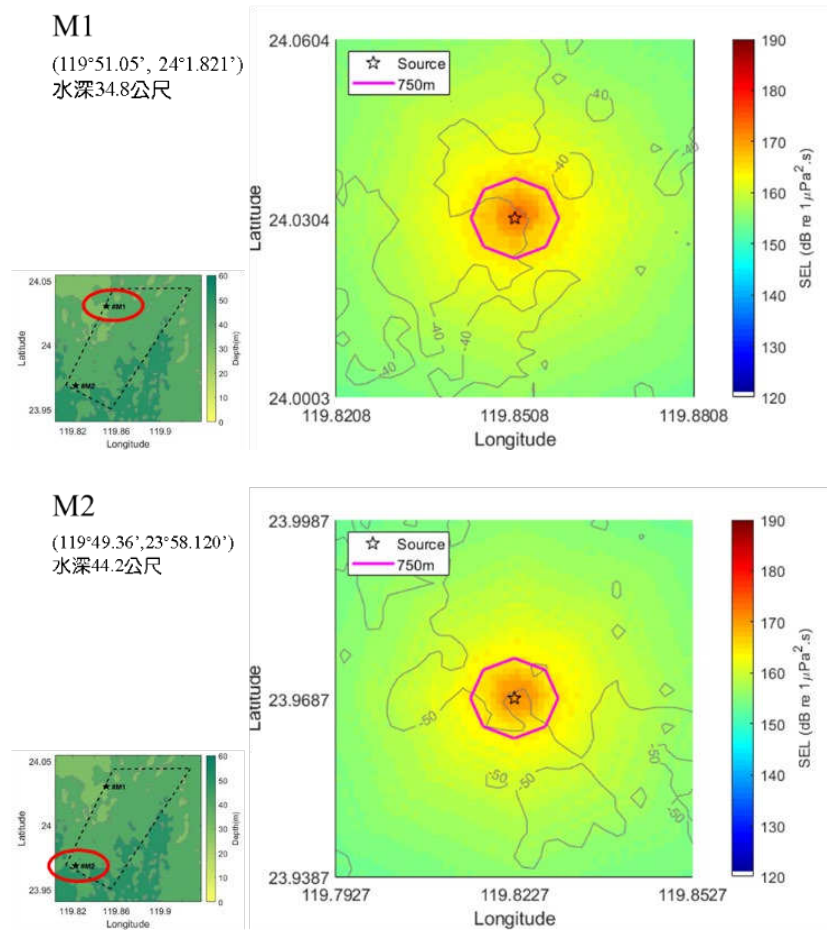 M1
(119°51.05’, 24°1.821’)
水深34.8公尺
24.05
24
23.95
Latitude
#M1
#M2
119.82 119.86 119.9
Longitude
60
50
40
30
20
10
0
Depth(m)
24.0604
24.0304
24.0003
Latitude
Source
750m
-40
-40
-40
-40
-40
-40
-40
119.8208 119.8508 119.8808
Longitude
190
180
170
160
150
140
130
120
SEL (dB re 1μPa².s)
M2
(119°49.36’,23°58.120’)
水深44.2公尺
24.05
24
23.95
Latitude
#M1
#M2
119.82 119.86 119.9
Longitude
60
50
40
30
20
10
0
Depth(m)
23.9987
23.9687
23.9387
Latitude
Source
750m
-50
-50
-50
-50
-50
119.7927 119.8227 119.8527
Longitude
190
180
170
160
150
140
130
120
SEL (dB re 1μPa².s)